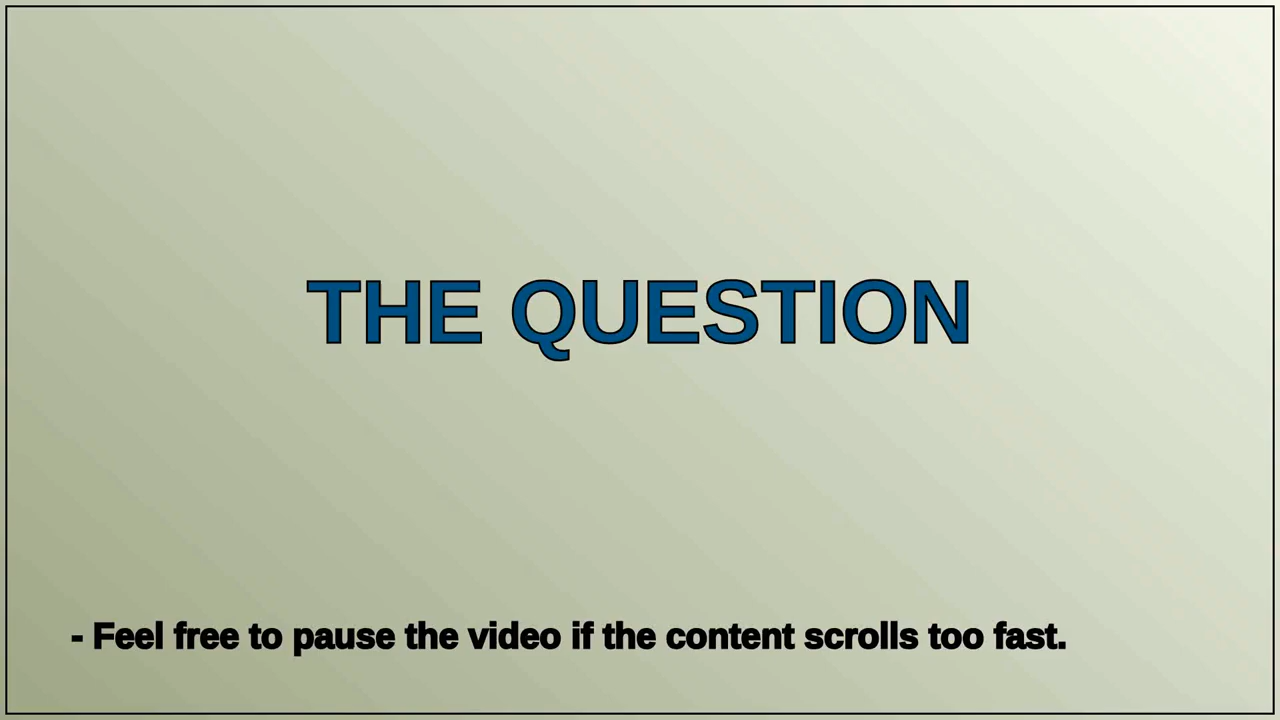 THE QUESTION
- Feel free to pause the video if the content scrolls too fast.